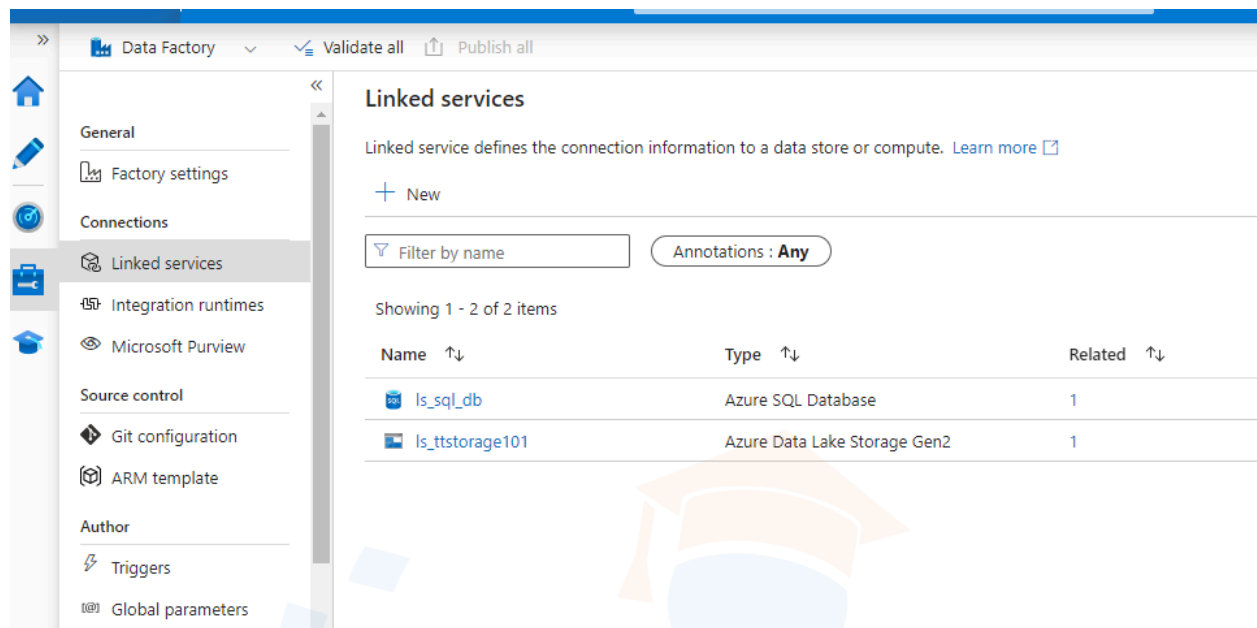 Data Factory
Validate all
Publish all
General
Factory settings
Connections
Linked services
Integration runtimes
Microsoft Purview
Source control
Git configuration
ARM template
Author
Triggers
Global parameters
Linked services
Linked service defines the connection information to a data store or compute. Learn more
+ New
Filter by name
Annotations : Any
Showing 1 - 2 of 2 items
Name Type Related
SQL ls_sql_db Azure SQL Database 1
ls_ttstorage101 Azure Data Lake Storage Gen2 1